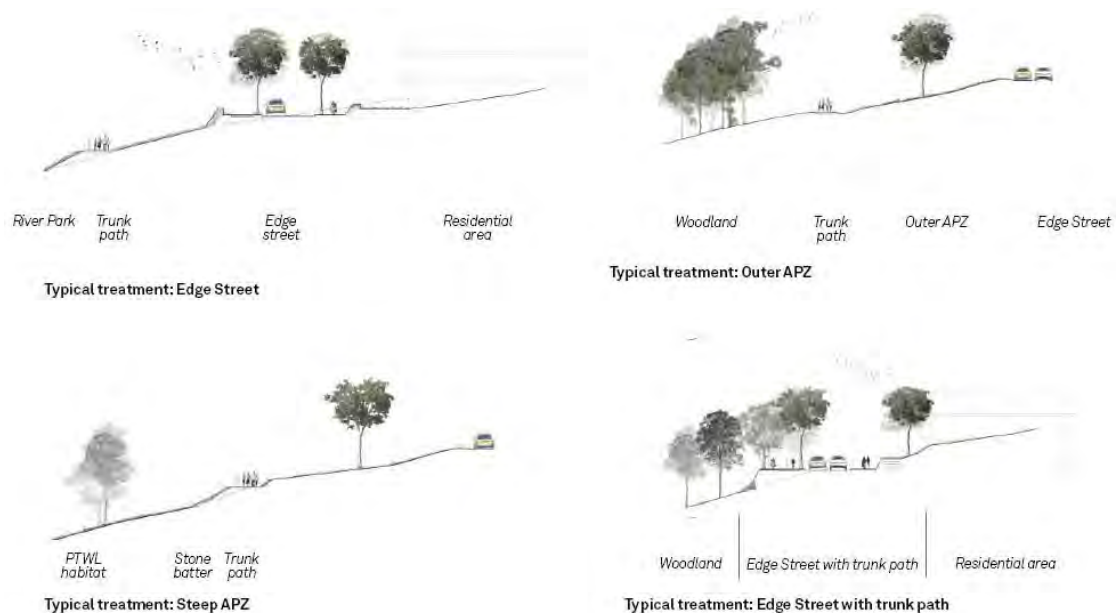 River Park
Trunk
path
Edge
street
Residential
area
Typical treatment: Edge Street
Woodland
Trunk
path
Outer APZ
Edge Street
Typical treatment: Outer APZ
PTWL
habitat
Stone
batter
Trunk
path
Typical treatment: Steep APZ
Woodland
Edge Street with trunk path
Residential area
Typical treatment: Edge Street with trunk path